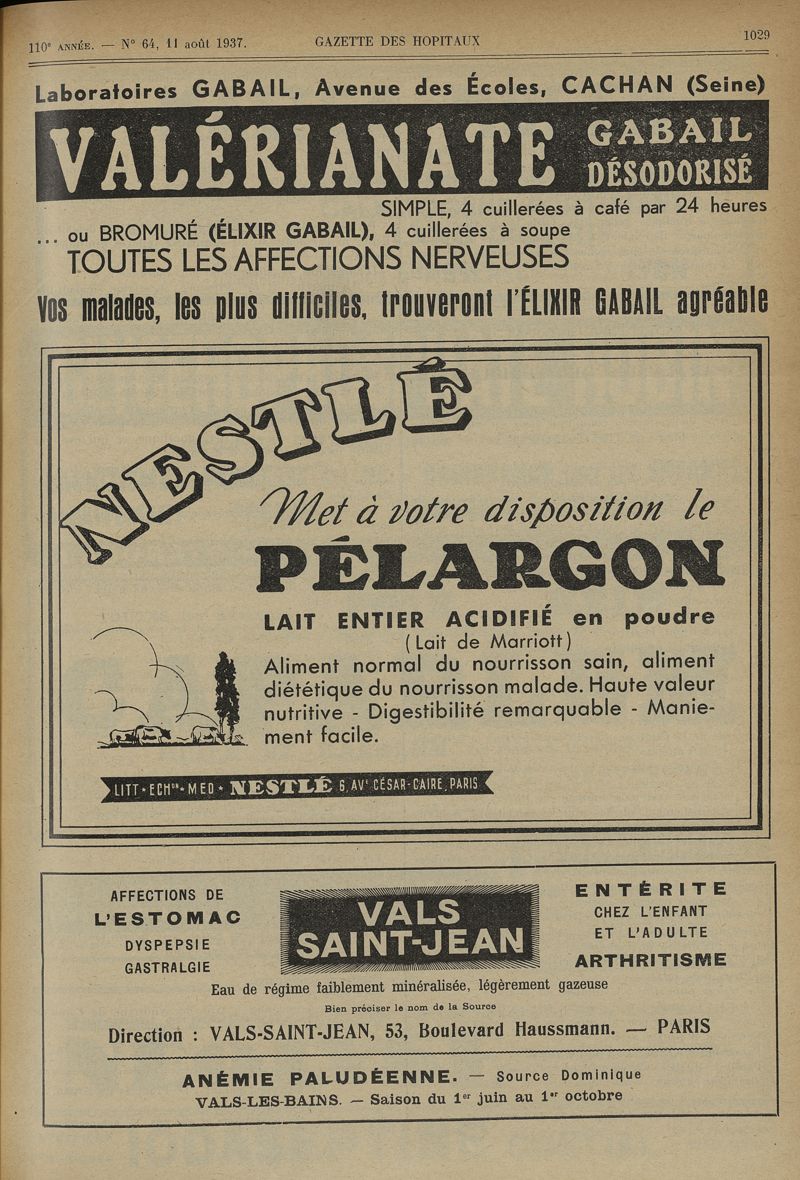 110e ANNÉE. — N° 64, 11 août 1937.
GAZETTE DES HOPITAUX
1029
Laboratoires GABAIL, Avenue des Écoles, CACHAN (Seine)
VALÉRIANATE GABAIL
DÉSODORISÉ
SIMPLE, 4 cuillerées à café par 24 heures
... ou BROMURÉ (ÉLIXIR GABAIL), 4 cuillerées à soupe
TOUTES LES AFFECTIONS NERVEUSES
Vos malades, les plus difficiles, trouveront l'ÉLIXIR GABAIL agréable
NESTLÉ
Met à votre disposition le
PÉLARGON
LAIT ENTIER ACIDIFIÉ en poudre
(Lait de Marriott)
Aliment normal du nourrisson sain, aliment
diététique du nourrisson malade. Haute valeur
nutritive - Digestibilité remarquable - Manie-
ment facile.
LITT • ECHons • MED • NESTLÉ 6, AVe CÉSAR-CAIRE, PARIS
AFFECTIONS DE
L'ESTOMAC
DYSPEPSIE
GASTRALGIE
VALS
SAINT-JEAN
ENTÉRITE
CHEZ L'ENFANT
ET L'ADULTE
ARTHRITISME
Eau de régime faiblement minéralisée, légèrement gazeuse
Bien préciser le nom de la Source
Direction : VALS-SAINT-JEAN, 53, Boulevard Haussmann. — PARIS
ANÉMIE PALUDÉENNE. — Source Dominique
VALS-LES-BAINS. — Saison du 1er juin au 1er octobre